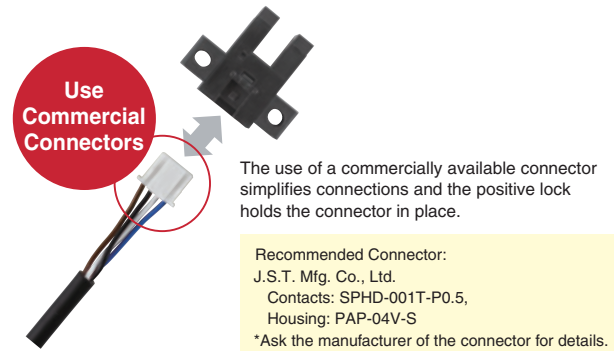 Use
Commercial
Connectors
The use of a commercially available connector
simplifies connections and the positive lock
holds the connector in place.
Recommended Connector:
J.S.T. Mfg. Co., Ltd.
Contacts: SPHD-001T-P0.5,
Housing: PAP-04V-S
*Ask the manufacturer of the connector for details.